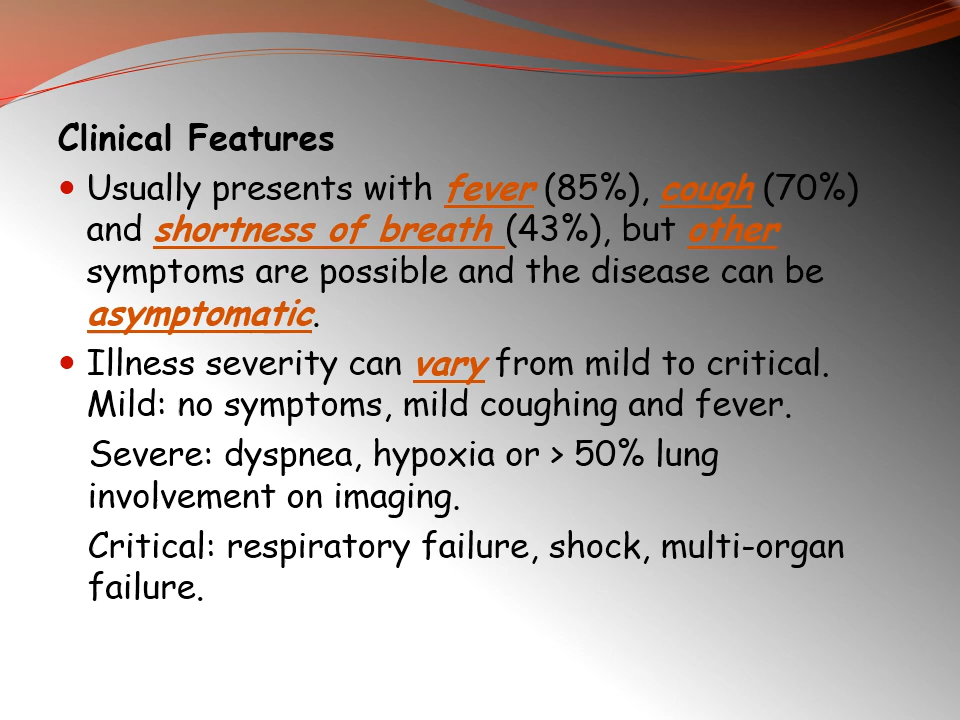 Clinical Features
• Usually presents with fever (85%), cough (70%)
and shortness of breath (43%), but other
symptoms are possible and the disease can be
asymptomatic.
• Illness severity can vary from mild to critical.
Mild: no symptoms, mild coughing and fever.
Severe: dyspnea, hypoxia or > 50% lung
involvement on imaging.
Critical: respiratory failure, shock, multi-organ
failure.